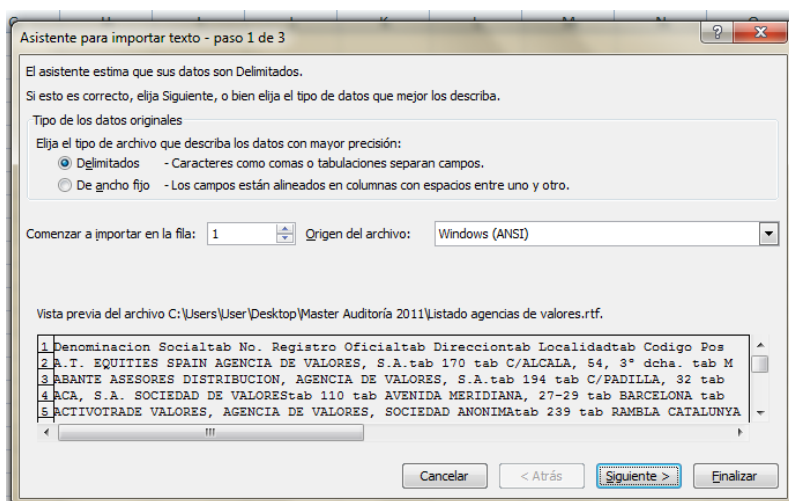 Asistente para importar texto - paso 1 de 3
El asistente estima que sus datos son Delimitados.
Si esto es correcto, elija Siguiente, o bien elija el tipo de datos que mejor los describa.
Tipo de los datos originales
Elija el tipo de archivo que describa los datos con mayor precisión:
Delimitados - Caracteres como comas o tabulaciones separan campos.
De ancho fijo - Los campos están alineados en columnas con espacios entre uno y otro.
Comenzar a importar en la fila: 1 Origen del archivo: Windows (ANSI)
Vista previa del archivo C:\Users\User\Desktop\Master Auditoría 2011\Listado agencias de valores.rtf.
1 Denominacion Socialtab No. Registro Oficialtab Direcciontab Localidadtab Codigo Pos
2 A.T. EQUITIES SPAIN AGENCIA DE VALORES, S.A.tab 170 tab C/ALCALA, 54, 3º dcha. tab M
3 ABANTE ASESORES DISTRIBUCION, AGENCIA DE VALORES, S.A.tab 194 tab C/PADILLA, 32 tab
4 ACA, S.A. SOCIEDAD DE VALOREStab 110 tab AVENIDA MERIDIANA, 27-29 tab BARCELONA tab
5 ACTIVOTRADE VALORES, AGENCIA DE VALORES, SOCIEDAD ANONIMAtab 239 tab RAMBLA CATALUNYA
Cancelar < Atrás Siguiente > Finalizar